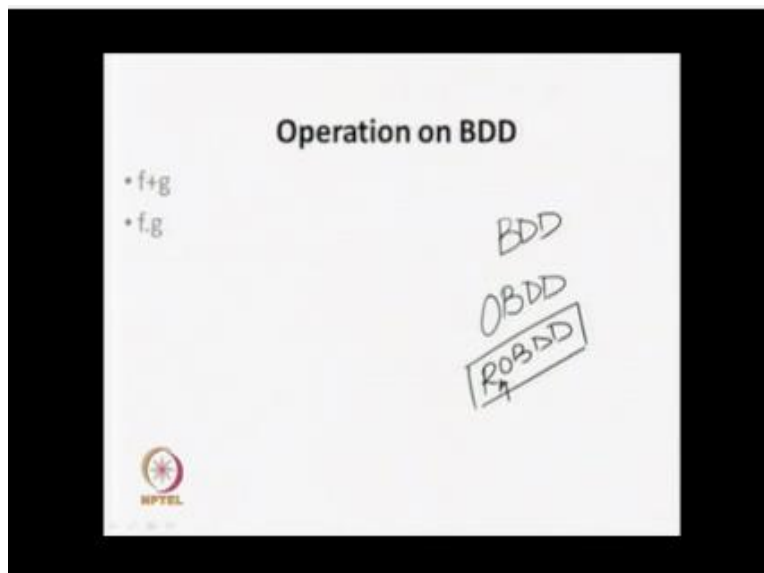 Operation on BDD
• f+g
• f.g
BDD
OBDD
ROBDD
NPTEL